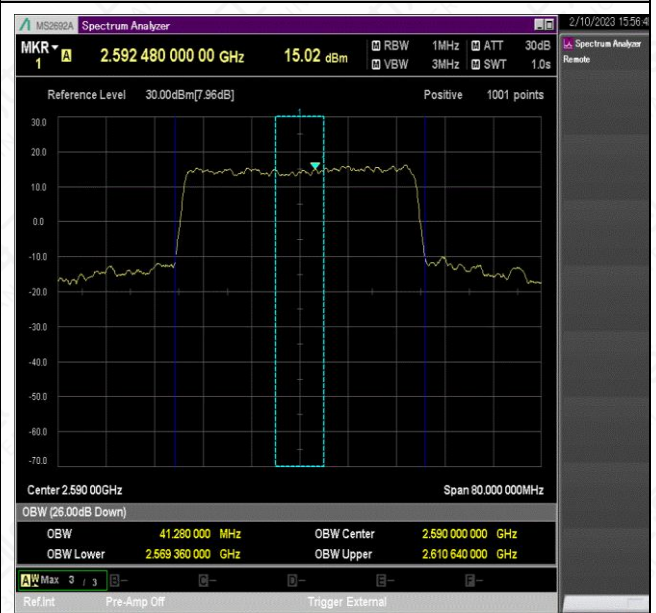 MS2692A Spectrum Analyzer
2/10/2023 15:56:4
MKR 1 A 2.592 480 000 00 GHz 15.02 dBm
M RBW 1MHz M ATT 30dB
M VBW 3MHz M SWT 1.0s
Spectrum Analyzer
Remote
Reference Level 30.00dBm[7.96dB] Positive 1001 points
1
30.0
20.0
10.0
0.0
-10.0
-20.0
-30.0
-40.0
-50.0
-60.0
-70.0
Center 2.590 00GHz Span 80.000 000MHz
OBW (26.00dB Down)
OBW 41.280 000 MHz OBW Center 2.590 000 000 GHz
OBW Lower 2.569 360 000 GHz OBW Upper 2.610 640 000 GHz
A W Max 3 / 3 B- C- D- E- F-
Ref.Int Pre-Amp Off Trigger External